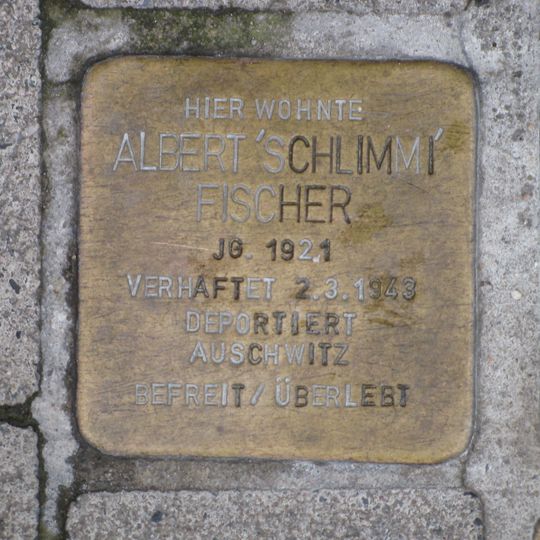 HIER WOHNTE
ALBERT 'SCHLIMMI'
FISCHER
JG. 1921
VERHAFTET 2.3.1943
DEPORTIERT
AUSCHWITZ
BEFREIT / ÜBERLEBT